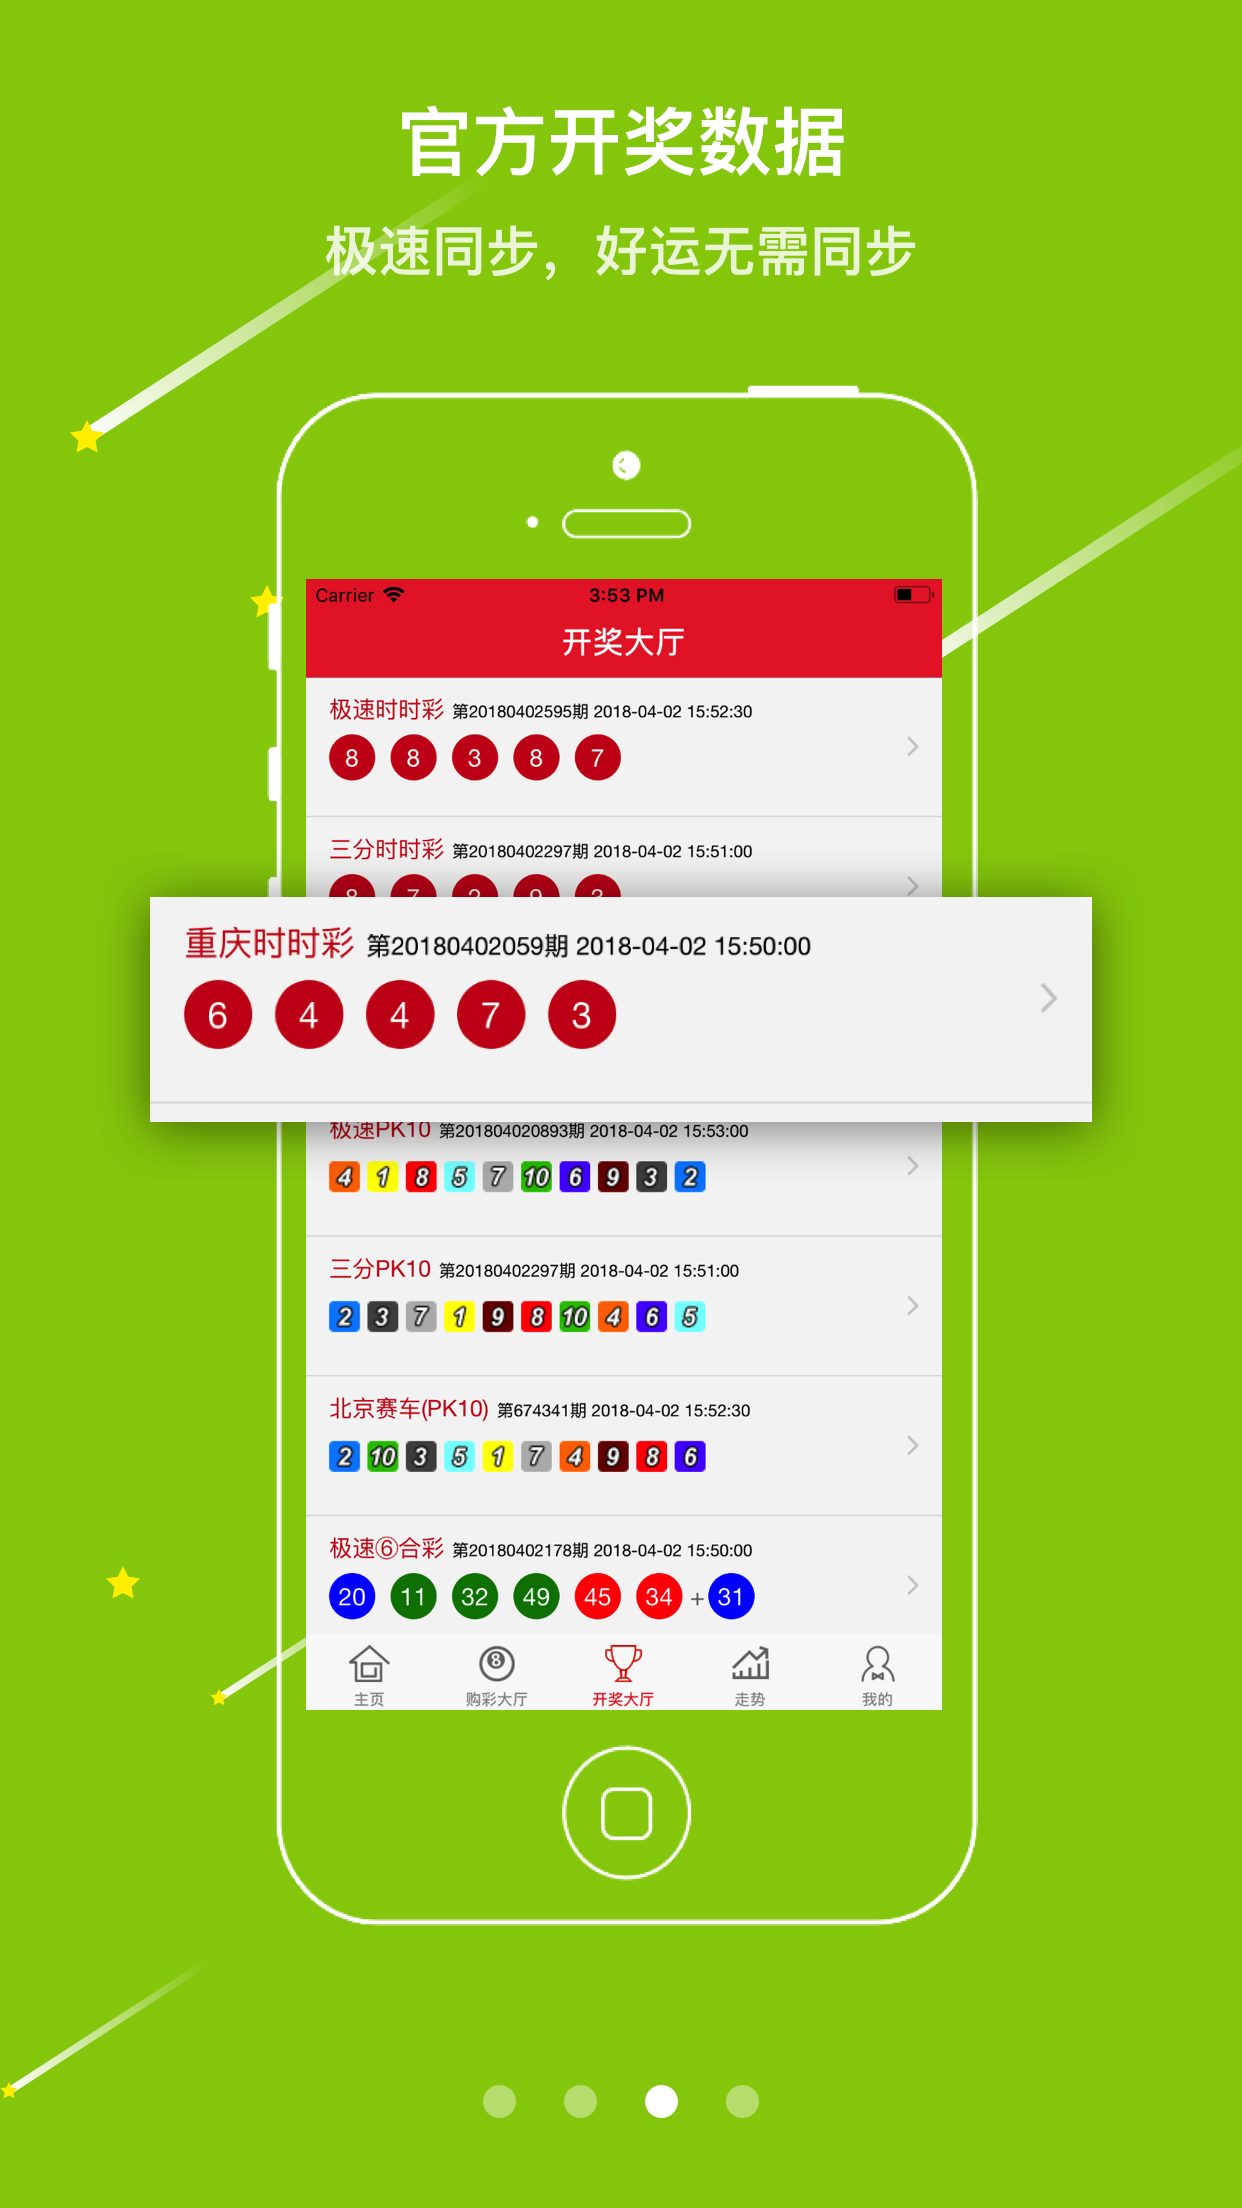 官方开奖数据
极速同步，好运无需同步
Carrier 3:53 PM
开奖大厅
极速时时彩 第20180402595期 2018-04-02 15:52:30
8 8 3 8 7
三分时时彩 第20180402297期 2018-04-02 15:51:00
8 7 2 9 3
重庆时时彩 第20180402059期 2018-04-02 15:50:00
6 4 4 7 3
极速PK10 第201804020893期 2018-04-02 15:53:00
4 1 8 5 7 10 6 9 3 2
三分PK10 第20180402297期 2018-04-02 15:51:00
2 3 7 1 9 8 10 4 6 5
北京赛车(PK10) 第674341期 2018-04-02 15:52:30
2 10 3 5 1 7 4 9 8 6
极速⑥合彩 第20180402178期 2018-04-02 15:50:00
20 11 32 49 45 34 + 31
8
主页 购彩大厅 开奖大厅 走势 我的